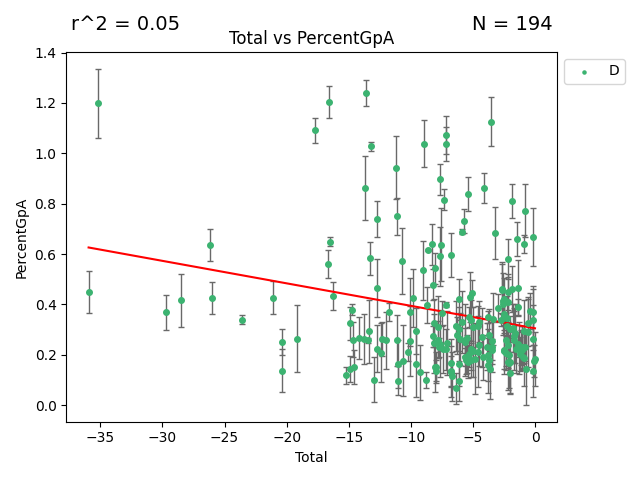 r^2 = 0.05
N = 194
Total vs PercentGpA
D
PercentGpA
1.4
1.2
1.0
0.8
0.6
0.4
0.2
0.0
−35
−30
−25
−20
−15
−10
−5
0
Total